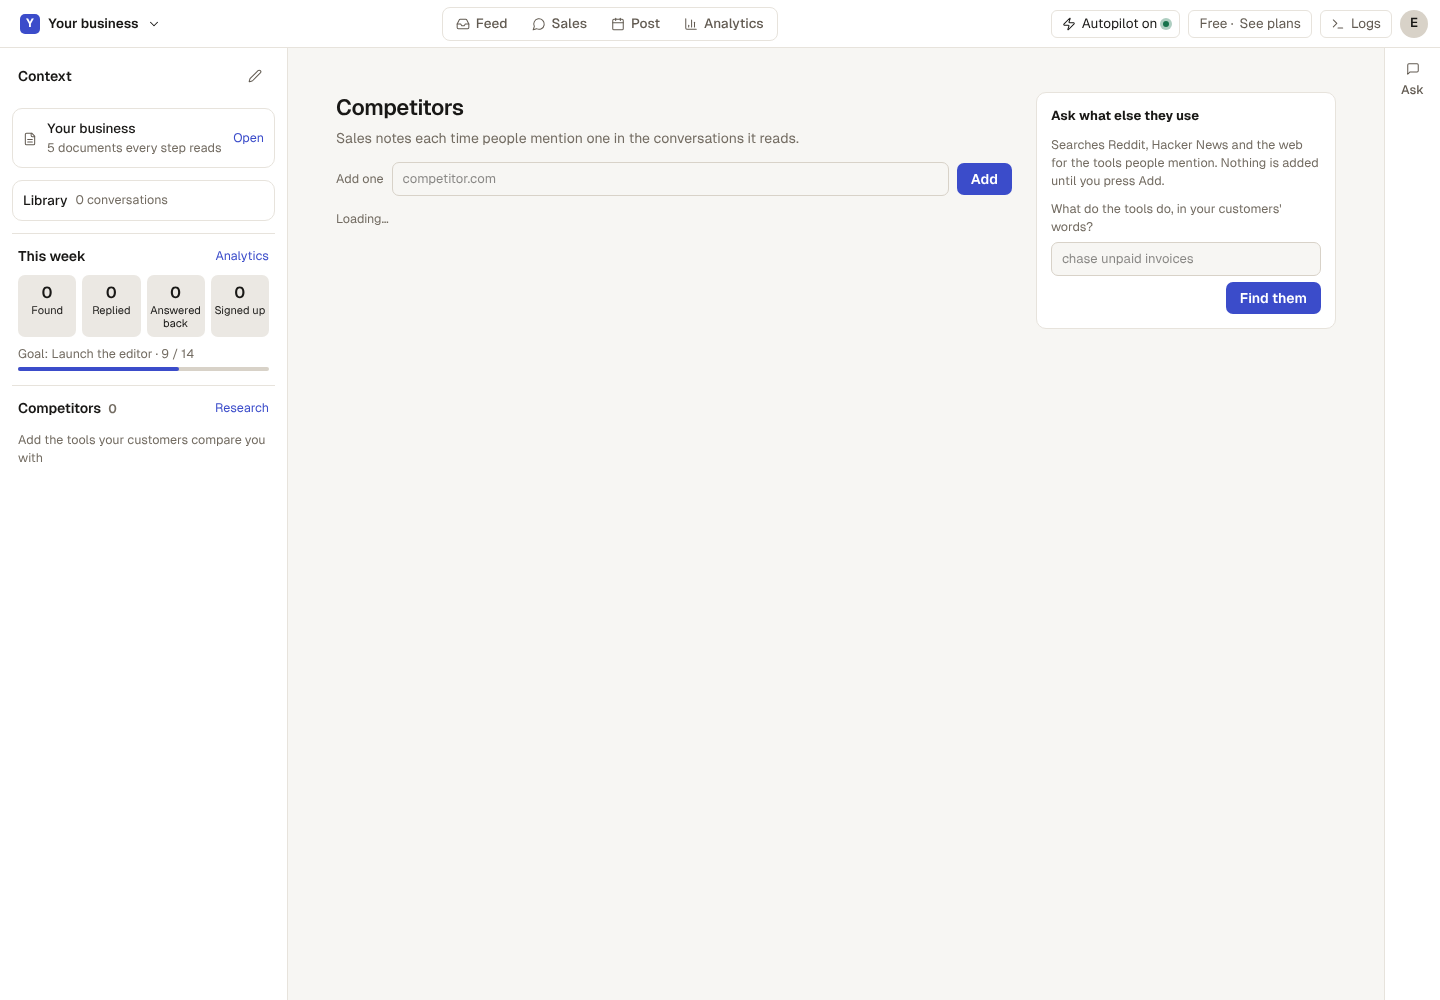 Y Your business
Feed Sales Post Analytics
Autopilot on
Free · See plans
Logs
E
Context
Your business
5 documents every step reads
Open
Library 0 conversations
This week
Analytics
0 Found
0 Replied
0 Answered back
0 Signed up
Goal: Launch the editor · 9 / 14
Competitors 0
Research
Add the tools your customers compare you
with
Competitors
Sales notes each time people mention one in the conversations it reads.
Add one competitor.com Add
Loading…
Ask what else they use
Searches Reddit, Hacker News and the web
for the tools people mention. Nothing is added
until you press Add.
What do the tools do, in your customers'
words?
chase unpaid invoices
Find them
Ask